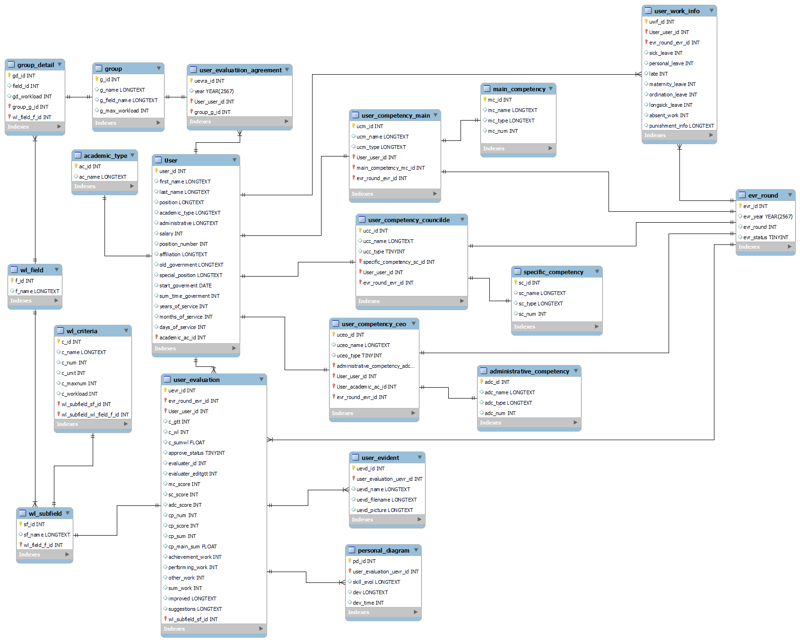 user_work_info
uwf_id INT
User_user_id INT
evr_round_evr_id INT
sick_leave INT
personal_leave INT
late INT
maternity_leave INT
ordination_leave INT
longsick_leave INT
absent_work INT
punishment_info LONGTEXT
Indexes
group_detail
gd_id INT
field_id INT
gd_workload INT
group_g_id INT
wl_field_f_id INT
Indexes
group
g_id INT
g_name LONGTEXT
g_field_name LONGTEXT
g_max_workload INT
Indexes
user_evaluatiion_agreement
uevra_id INT
year YEAR(2567)
User_user_id INT
group_g_id INT
Indexes
main_competency
mc_id INT
mc_name LONGTEXT
mc_type LONGTEXT
mc_num INT
Indexes
user_competency_main
ucm_id INT
ucm_name LONGTEXT
ucm_type LONGTEXT
User_user_id INT
main_competency_mc_id INT
evr_round_evr_id INT
Indexes
academic_type
ac_id INT
ac_name LONGTEXT
Indexes
User
user_id INT
first_name LONGTEXT
last_name LONGTEXT
position LONGTEXT
academic_type LONGTEXT
administrative LONGTEXT
salary INT
position_number INT
affiliation LONGTEXT
old_government LONGTEXT
special_position LONGTEXT
start_goverment DATE
sum_time_goverment INT
years_of_service INT
months_of_service INT
days_of_service INT
academic_ac_id INT
Indexes
evr_round
evr_id INT
evr_year YEAR(2567)
evr_round INT
evr_status TINYINT
Indexes
user_competency_councilde
ucc_id INT
ucc_name LONGTEXT
ucc_type TINYINT
specific_competency_sc_id INT
User_user_id INT
evr_round_evr_id INT
Indexes
wl_field
f_id INT
f_name LONGTEXT
Indexes
specific_competency
sc_id INT
sc_name LONGTEXT
sc_type LONGTEXT
sc_num INT
Indexes
wl_criteria
c_id INT
c_name LONGTEXT
c_num INT
c_unit INT
c_maxnum INT
c_workload INT
wl_subfield_sf_id INT
wl_subfield_wl_field_f_id INT
Indexes
user_competency_ceo
uceo_id INT
uceo_name LONGTEXT
uceo_type TINYINT
administrative_competency_adc...
User_user_id INT
User_academic_ac_id INT
evr_round_evr_id INT
Indexes
administrative_competency
adc_id INT
adc_name LONGTEXT
adc_type LONGTEXT
adc_num INT
Indexes
user_evaluation
uevr_id INT
evr_round_evr_id INT
User_user_id INT
c_gtt INT
c_wl INT
c_sumwl FLOAT
approve_status TINYINT
evaluater_id INT
evaluater_editgtt INT
mc_score INT
sc_score INT
adc_score INT
cp_num INT
cp_score INT
cp_sum INT
cp_main_sum FLOAT
achievement_work INT
performing_work INT
other_work INT
sum_work INT
improved LONGTEXT
suggestions LONGTEXT
wl_subfield_sf_id INT
Indexes
user_evident
uevd_id INT
user_evaluation_uevr_id INT
uevd_name LONGTEXT
uevd_filename LONGTEXT
uevd_picture LONGTEXT
Indexes
wl_subfield
sf_id INT
sf_name LONGTEXT
wl_field_f_id INT
Indexes
personal_diagram
pd_id INT
user_evaluation_uevr_id INT
skill_evol LONGTEXT
dev LONGTEXT
dev_time INT
Indexes